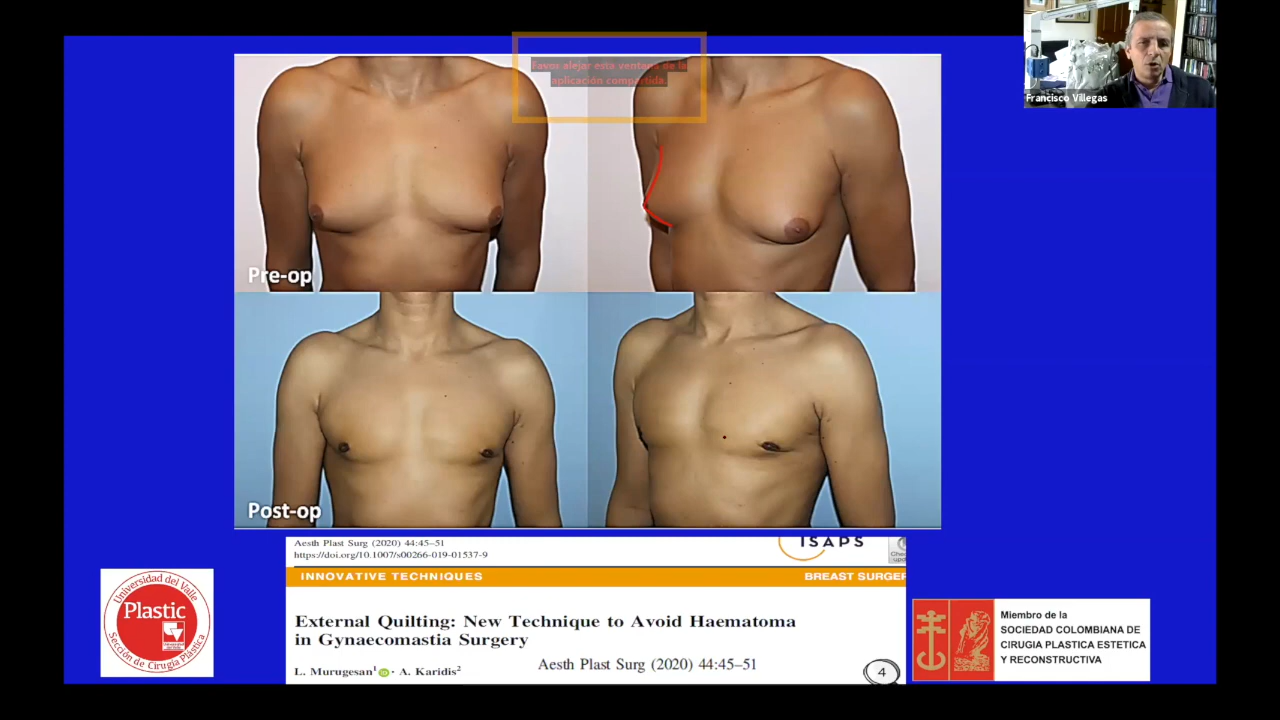 Favor alejar esta ventana de la
aplicación compartida.
Francisco Villegas
Pre-op
Post-op
Aesth Plast Surg (2020) 44:45–51
https://doi.org/10.1007/s00266-019-01537-9
ISAPS
INNOVATIVE TECHNIQUES
BREAST SURGER
External Quilting: New Technique to Avoid Haematoma
in Gynaecomastia Surgery
L. Murugesan¹ · A. Karidis²
Aesth Plast Surg (2020) 44:45–51
4
Universidad del Valle
Plastic
Sección de Cirugía Plástica
Miembro de la
SOCIEDAD COLOMBIANA DE
CIRUGIA PLASTICA ESTETICA
Y RECONSTRUCTIVA